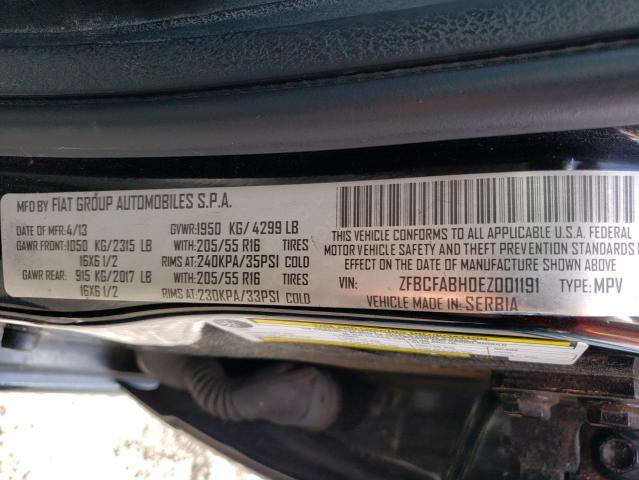 MFD BY FIAT GROUP AUTOMOBILES S.P.A.
DATE OF MFR: 4/13 GVWR: 1950 KG/ 4299 LB
GAWR FRONT: 1050 KG/2315 LB WITH: 205/55 R16 TIRES
16X6 1/2 RIMS AT: 240KPA/35PSI COLD
GAWR REAR: 915 KG/2017 LB WITH: 205/55 R16 TIRES
16X6 1/2 RIMS AT: 230KPA/33PSI COLD
THIS VEHICLE CONFORMS TO ALL APPLICABLE U.S.A. FEDERAL
MOTOR VEHICLE SAFETY AND THEFT PREVENTION STANDARDS
EFFECT ON THE DATE OF MANUFACTURE SHOWN ABOVE
VIN: ZFBCFABH0EZ001191 TYPE: MPV
VEHICLE MADE IN SERBIA